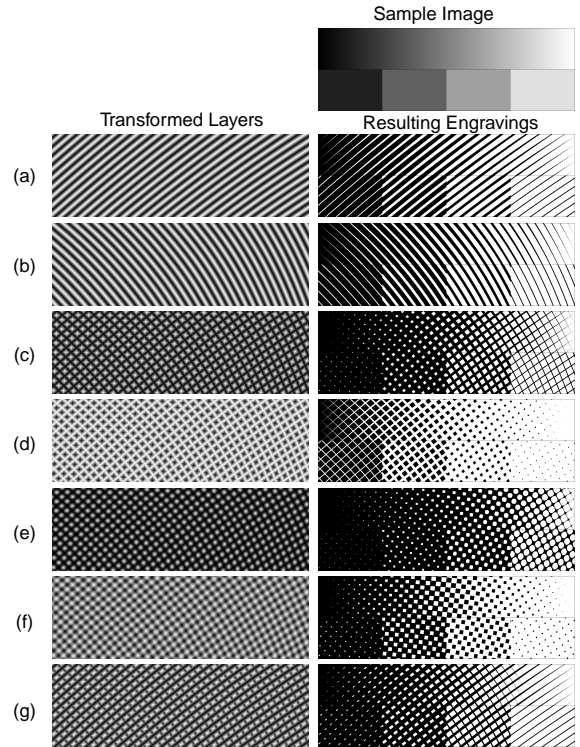 Sample Image
Transformed Layers
Resulting Engravings
(a)
(b)
(c)
(d)
(e)
(f)
(g)